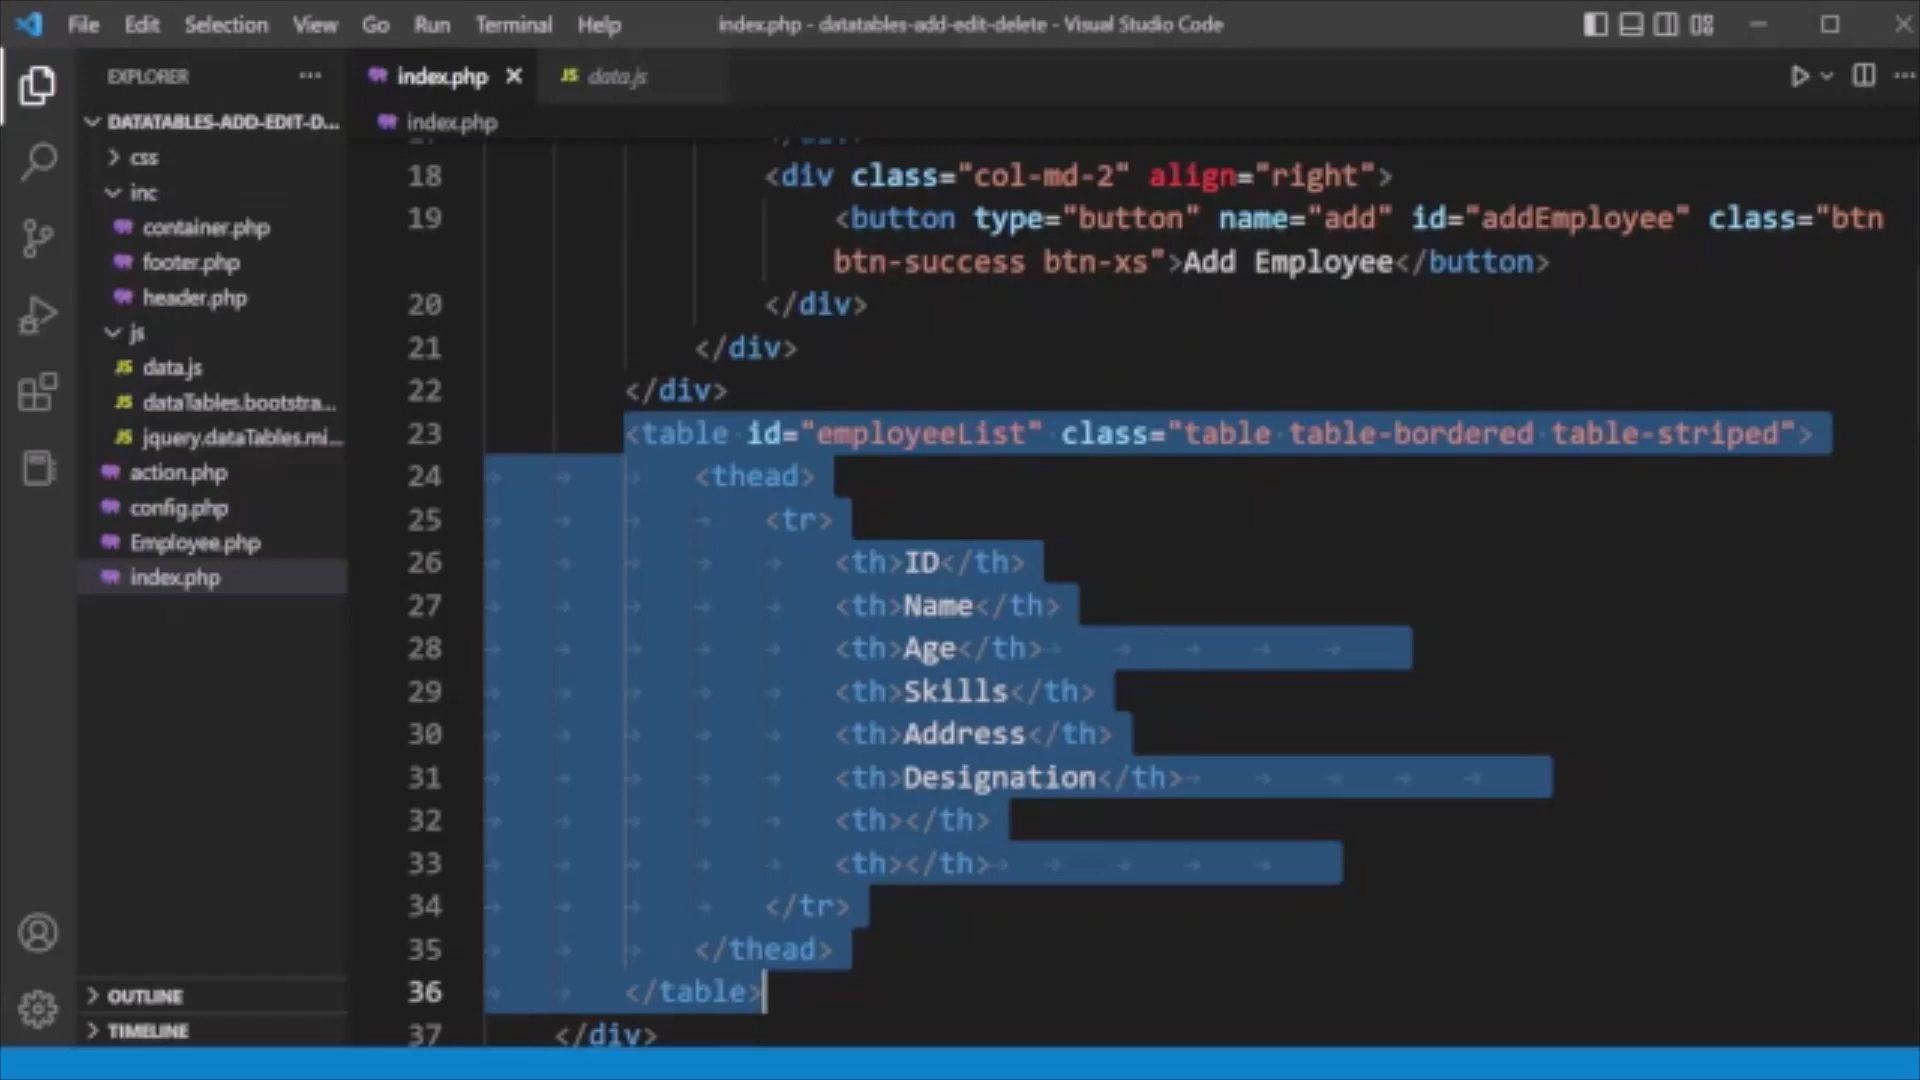 File Edit Selection View Go Run Terminal Help index.php - datatables-add-edit-delete - Visual Studio Code
EXPLORER
DATATABLES-ADD-EDIT-D...
css
inc
container.php
footer.php
header.php
js
JS data.js
JS dataTables.bootstra...
JS jquery.dataTables.mi...
action.php
config.php
Employee.php
index.php
OUTLINE
TIMELINE
index.php JS data.js
index.php
18 <div class="col-md-2" align="right">
19 <button type="button" name="add" id="addEmployee" class="btn
btn-success btn-xs">Add Employee</button>
20 </div>
21 </div>
22 </div>
23 <table id="employeeList" class="table table-bordered table-striped">
24 <thead>
25 <tr>
26 <th>ID</th>
27 <th>Name</th>
28 <th>Age</th>
29 <th>Skills</th>
30 <th>Address</th>
31 <th>Designation</th>
32 <th></th>
33 <th></th>
34 </tr>
35 </thead>
36 </table>
37 </div>